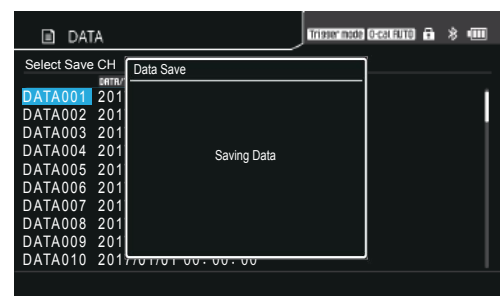 DATA
Trigger mode 0-cal AUTO
Select Save CH
Data Save
DATA/
DATA001 201
DATA002 201
DATA003 201
DATA004 201
Saving Data
DATA005 201
DATA006 201
DATA007 201
DATA008 201
DATA009 201
DATA010 2017/01/01 00:00:00